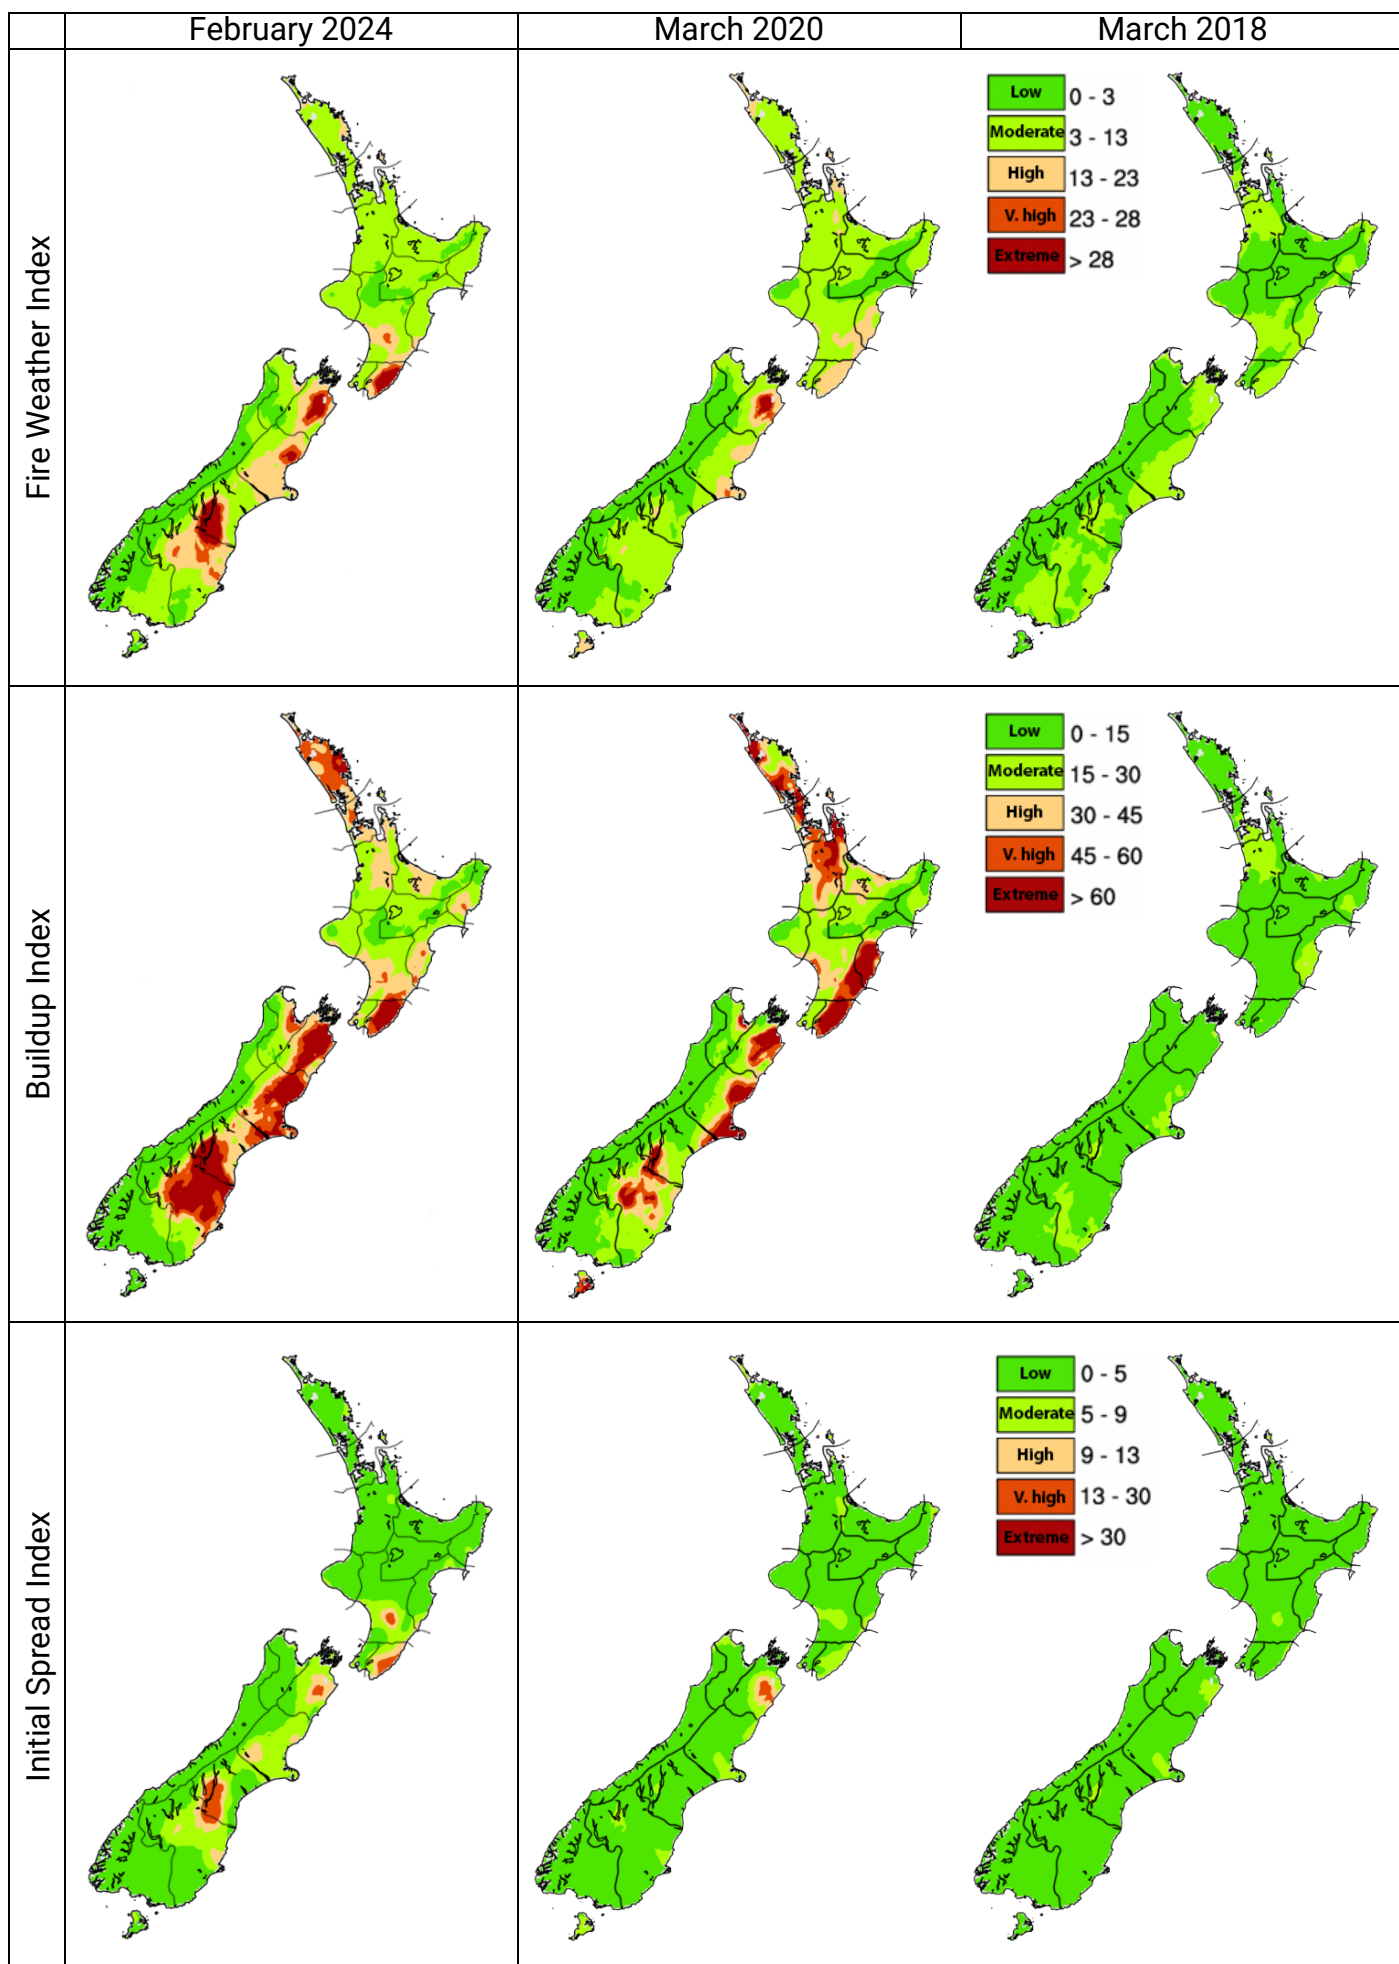 February 2024
March 2020
March 2018
Fire Weather Index
Low 0 - 3
Moderate 3 - 13
High 13 - 23
V. high 23 - 28
Extreme > 28
Buildup Index
Low 0 - 15
Moderate 15 - 30
High 30 - 45
V. high 45 - 60
Extreme > 60
Initial Spread Index
Low 0 - 5
Moderate 5 - 9
High 9 - 13
V. high 13 - 30
Extreme > 30